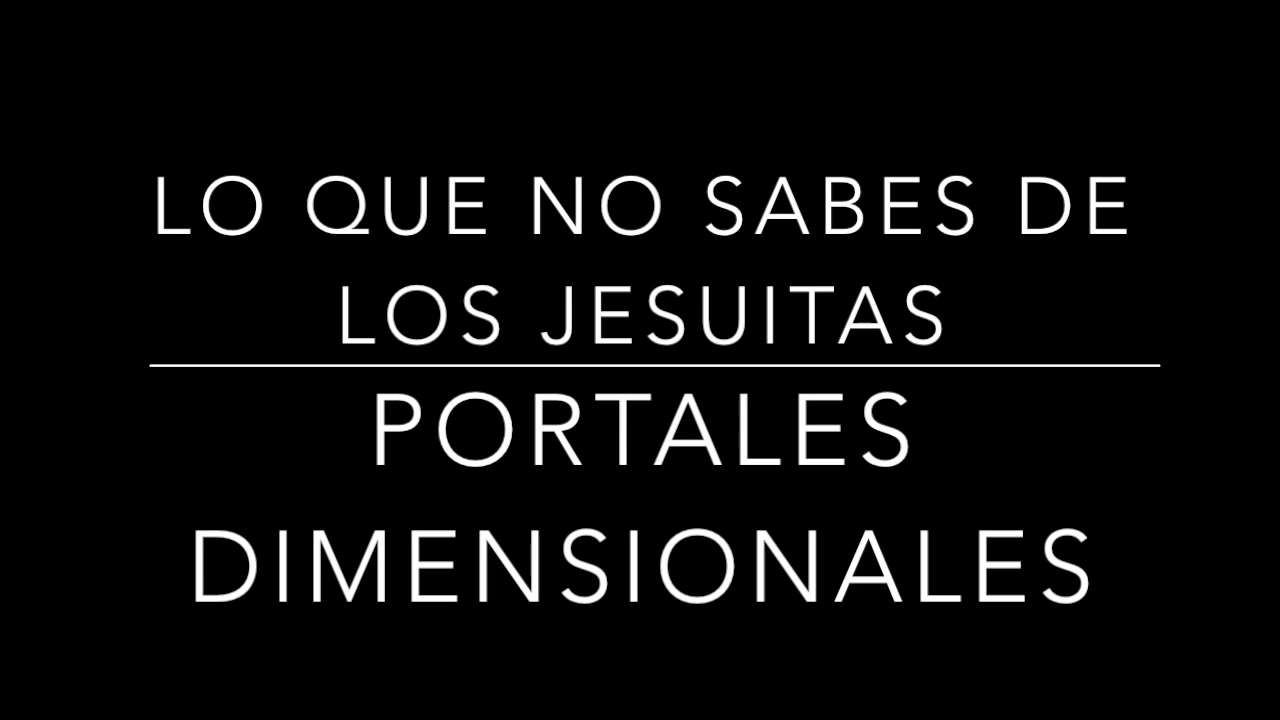 LO QUE NO SABES DE
LOS JESUITAS
PORTALES
DIMENSIONALES